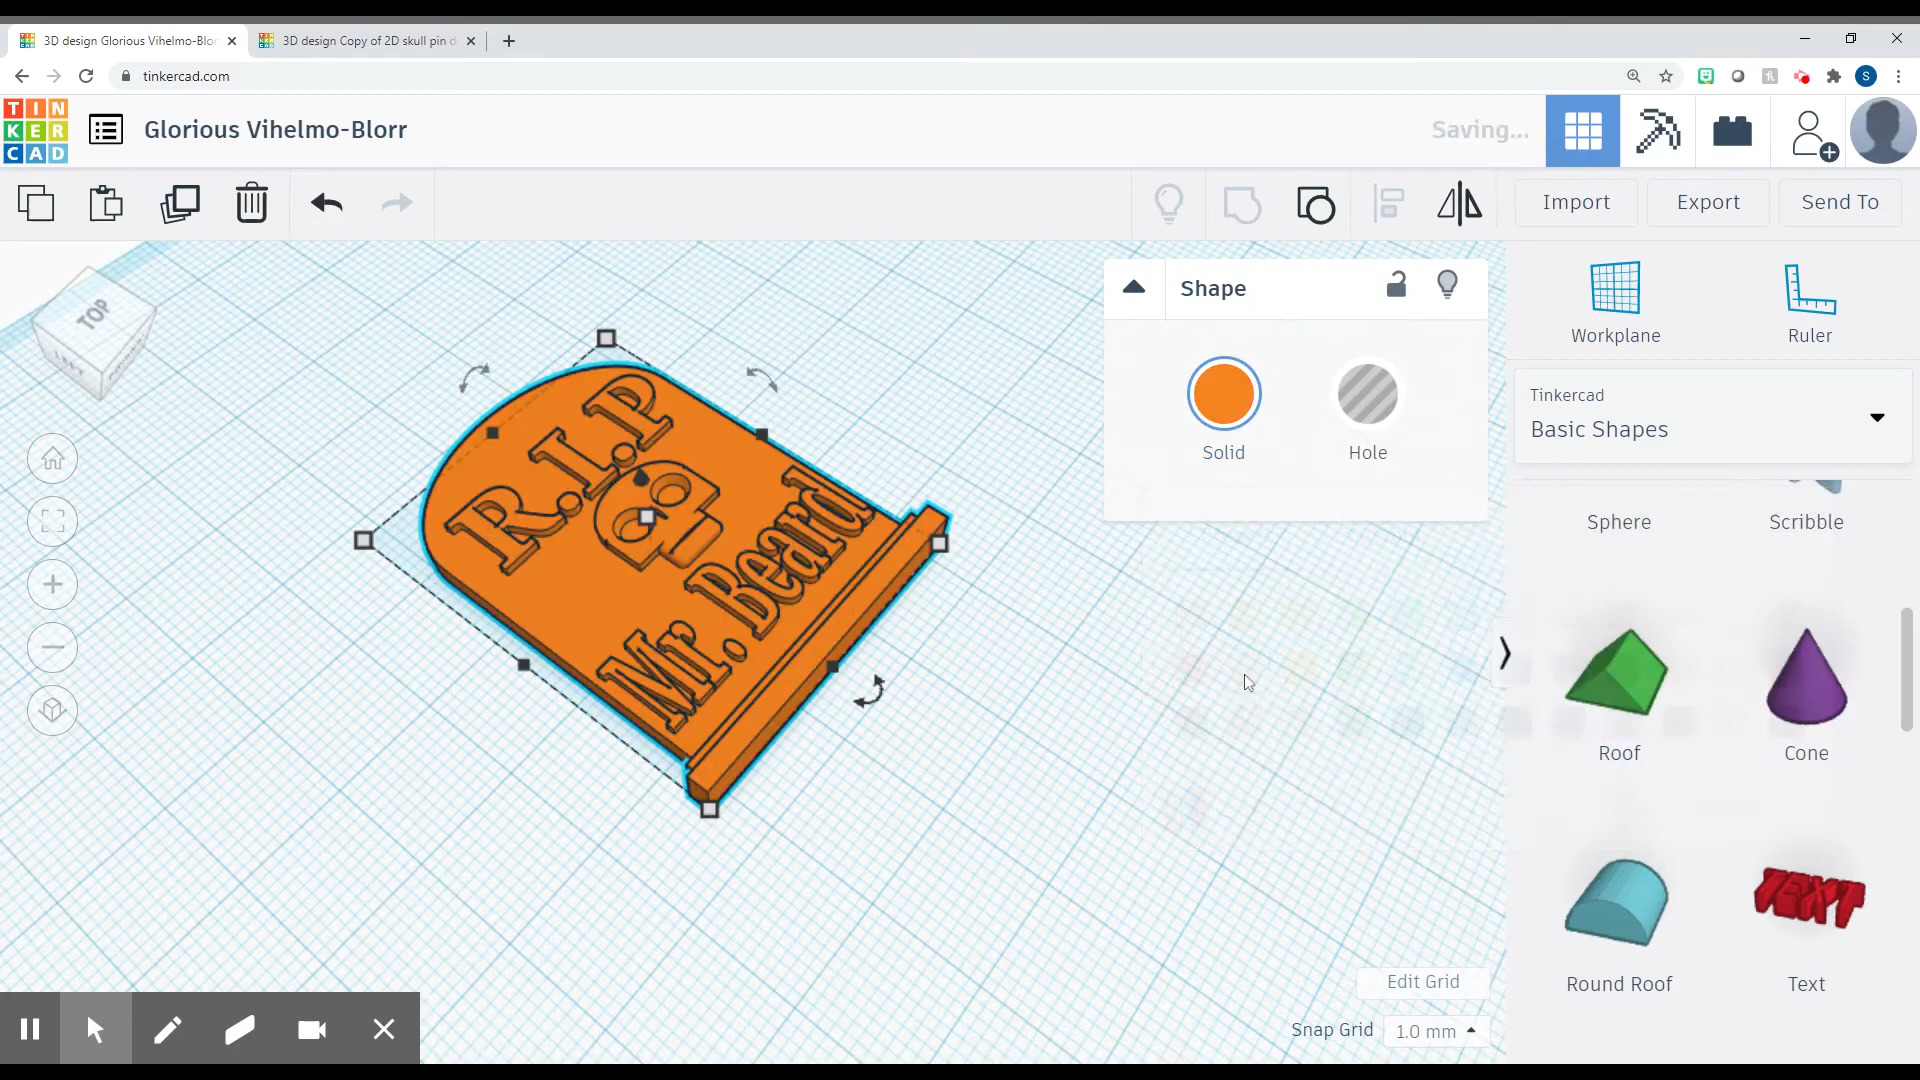 3D design Glorious Vihelmo-Blor
3D design Copy of 2D skull pin d
tinkercad.com
S
TIN
KER
CAD
Glorious Vihelmo-Blorr
Saving...
Import
Export
Send To
TOP
LEFT
Shape
Solid
Hole
Workplane
Ruler
Tinkercad
Basic Shapes
Sphere
Scribble
R.I.P
Mr. Beard
Roof
Cone
TEXT
Round Roof
Text
Edit Grid
Snap Grid
1.0 mm